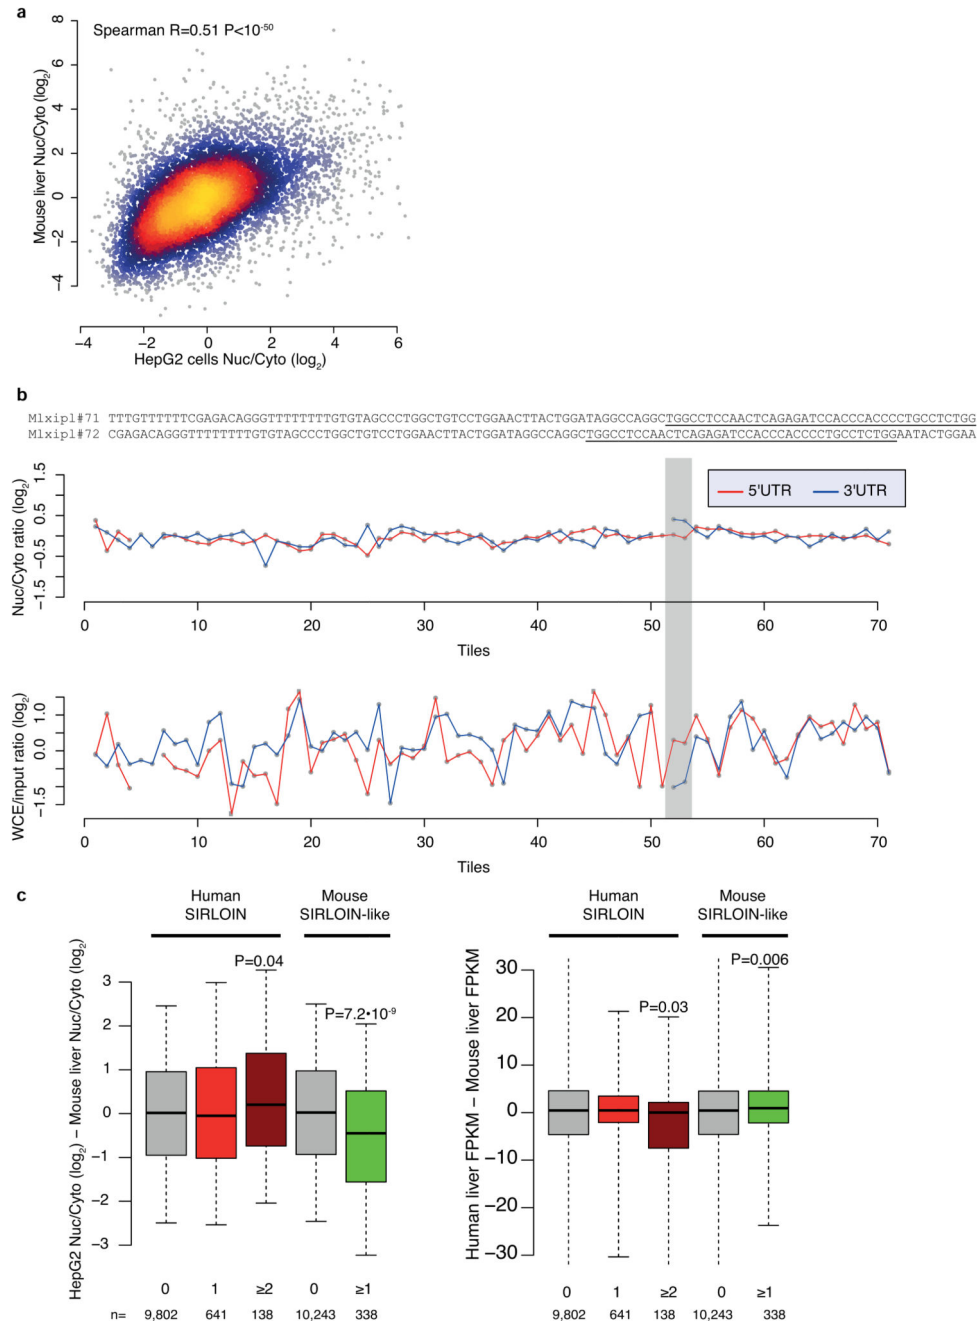 a
Spearman R=0.51 P<10^-50
Mouse liver Nuc/Cyto (log2)
8
6
4
2
0
−2
−4
−4 −2 0 2 4 6
HepG2 cells Nuc/Cyto (log2)
b
Mlxipl#71 TTTGTTTTTTCGAGACAGGGTTTTTTTTTGTGTAGCCCTGGCTGTCCTGGAACTTACTGGATAGGCCAGGCTGGCCTCCAACTCAGAGATCCACCCACCCCTGCCTCTGG
Mlxipl#72 CGAGACAGGGTTTTTTTTTGTGTAGCCCTGGCTGTCCTGGAACTTACTGGATAGGCCAGGCTGGCCTCCAACTCAGAGATCCACCCACCCCTGCCTCTGGAATACTGGAA
Nuc/Cyto ratio (log2)
1.5
0.5
−0.5
−1.5
5'UTR 3'UTR
0 10 20 30 40 50 60 70
Tiles
WCE/input ratio (log2)
1.0
0.0
−1.5
0 10 20 30 40 50 60 70
Tiles
c
Human SIRLOIN
Mouse SIRLOIN-like
HepG2 Nuc/Cyto (log2) − Mouse liver Nuc/Cyto (log2)
P=0.04
P=7.2•10^-9
3
2
1
0
−1
−2
−3
0 1 ≥2 0 ≥1
n= 9,802 641 138 10,243 338
Human SIRLOIN
Mouse SIRLOIN-like
Human liver FPKM − Mouse liver FPKM
P=0.03
P=0.006
30
20
10
0
−10
−20
−30
0 1 ≥2 0 ≥1
9,802 641 138 10,243 338